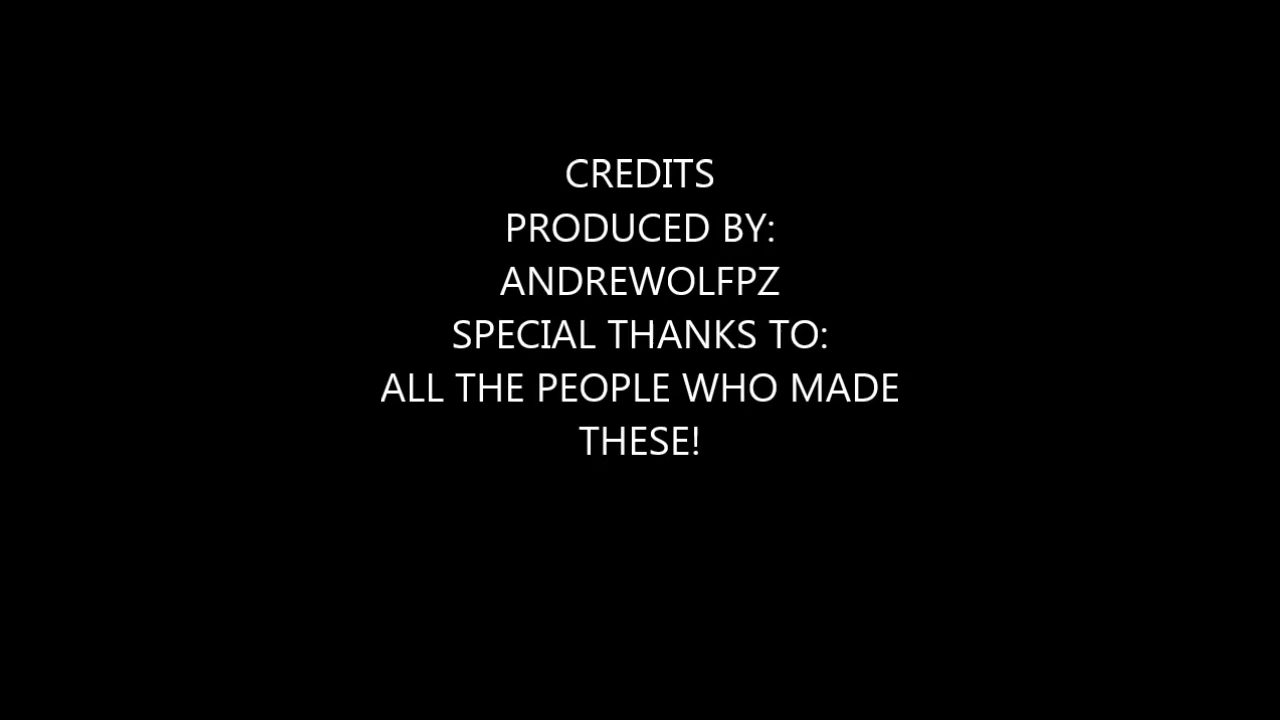 CREDITS
PRODUCED BY:
ANDREWOLFPZ
SPECIAL THANKS TO:
ALL THE PEOPLE WHO MADE
THESE!